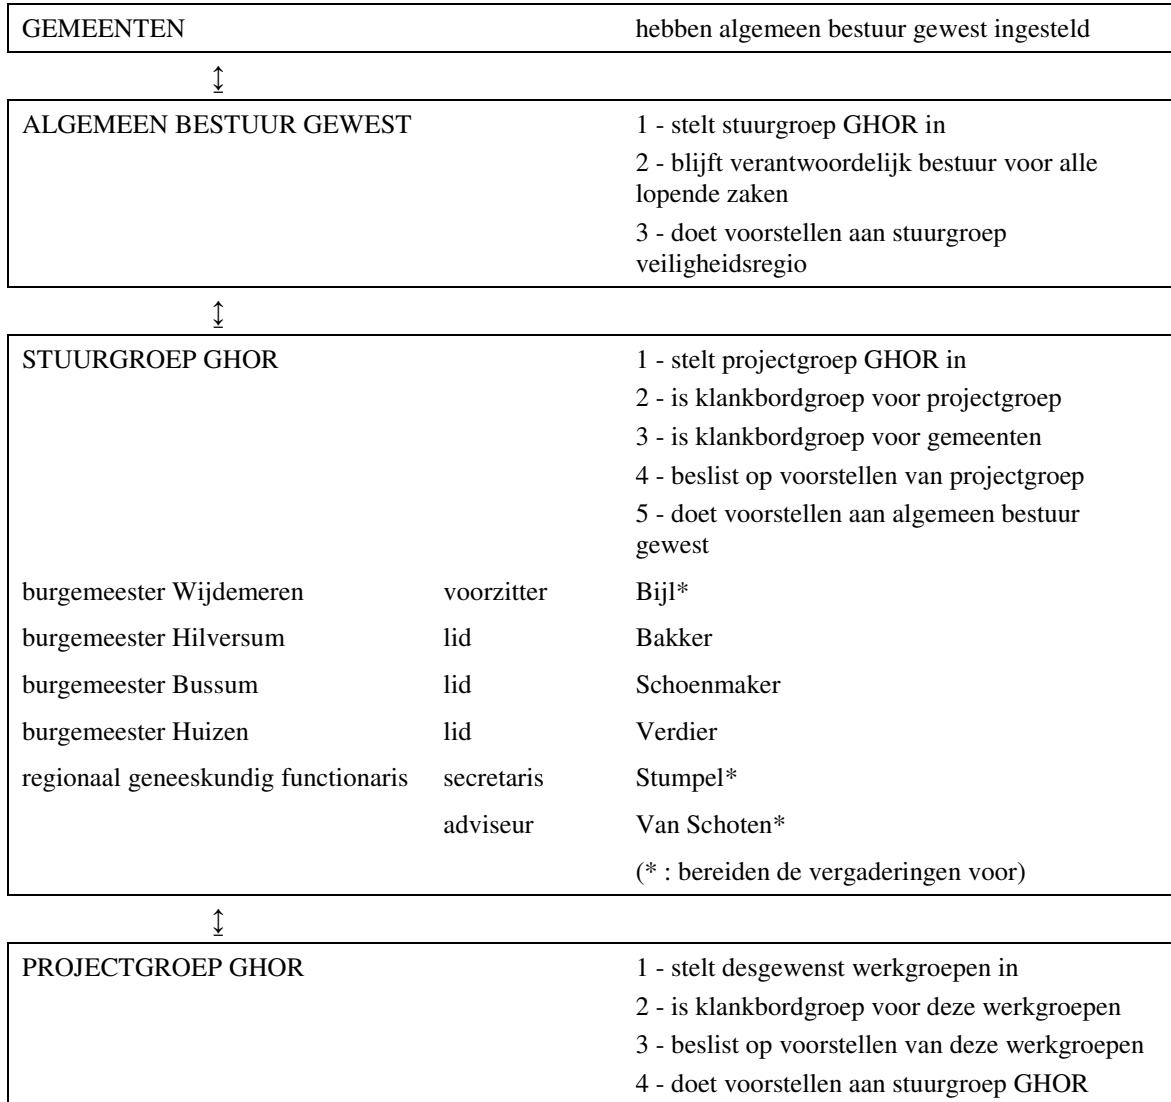 GEMEENTEN hebben algemeen bestuur gewest ingesteld
↕
ALGEMEEN BESTUUR GEWEST 1 - stelt stuurgroep GHOR in
2 - blijft verantwoordelijk bestuur voor alle
lopende zaken
3 - doet voorstellen aan stuurgroep
veiligheidsregio
↕
STUURGROEP GHOR 1 - stelt projectgroep GHOR in
2 - is klankbordgroep voor projectgroep
3 - is klankbordgroep voor gemeenten
4 - beslist op voorstellen van projectgroep
5 - doet voorstellen aan algemeen bestuur
gewest
burgemeester Wijdemeren voorzitter Bijl*
burgemeester Hilversum lid Bakker
burgemeester Bussum lid Schoenmaker
burgemeester Huizen lid Verdier
regionaal geneeskundig functionaris secretaris Stumpel*
adviseur Van Schoten*
(* : bereiden de vergaderingen voor)
↕
PROJECTGROEP GHOR 1 - stelt desgewenst werkgroepen in
2 - is klankbordgroep voor deze werkgroepen
3 - beslist op voorstellen van deze werkgroepen
4 - doet voorstellen aan stuurgroep GHOR